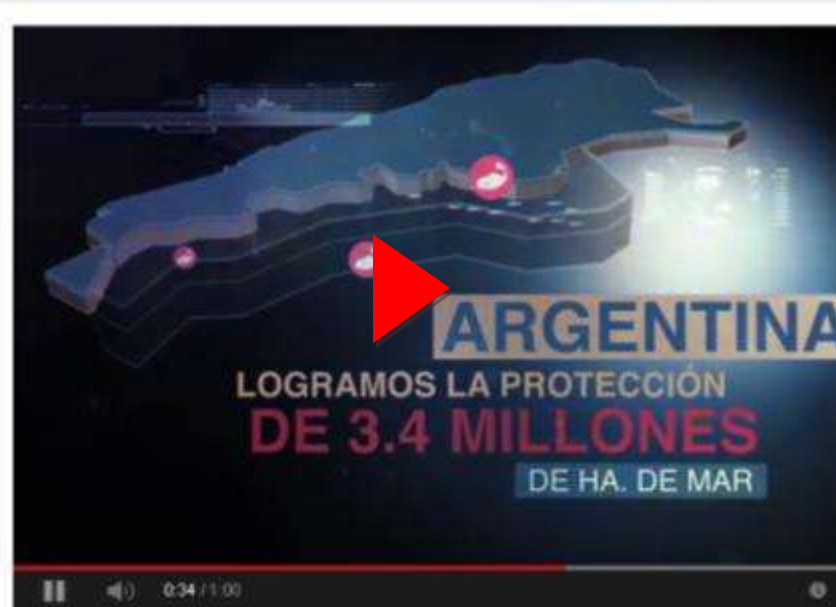 ARGENTINA
LOGRAMOS LA PROTECCIÓN
DE 3.4 MILLONES
DE HA. DE MAR
0:34 / 1:00